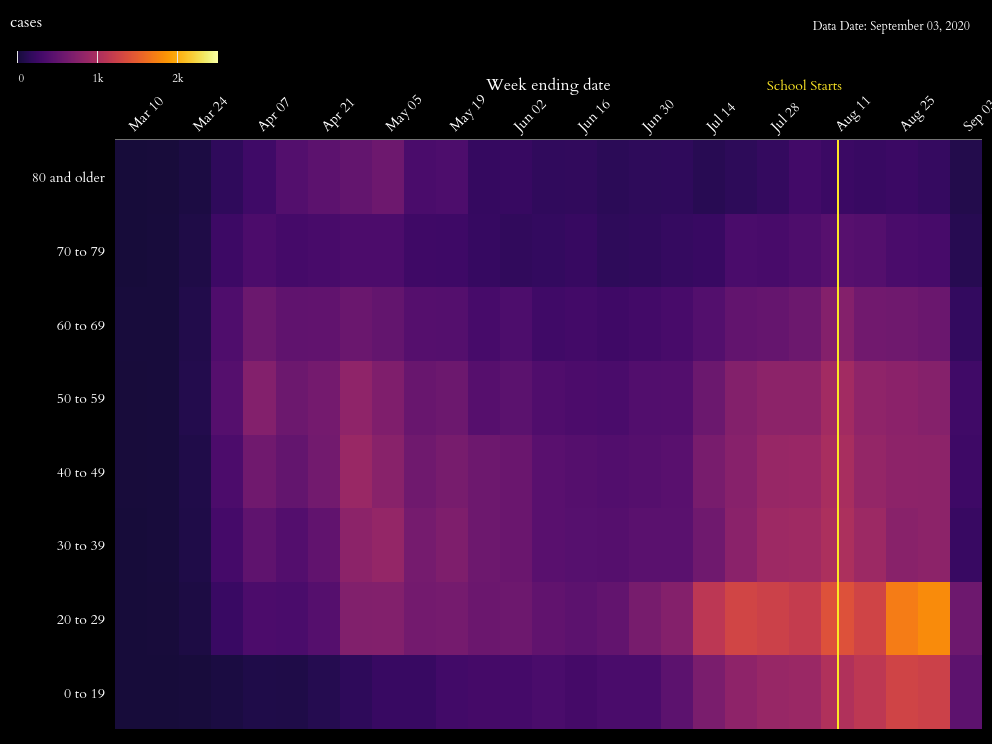 cases
Data Date: September 03, 2020
0 1k 2k
Week ending date
School Starts
Mar 10 Mar 24 Apr 07 Apr 21 May 05 May 19 Jun 02 Jun 16 Jun 30 Jul 14 Jul 28 Aug 11 Aug 25 Sep 03
80 and older
70 to 79
60 to 69
50 to 59
40 to 49
30 to 39
20 to 29
0 to 19